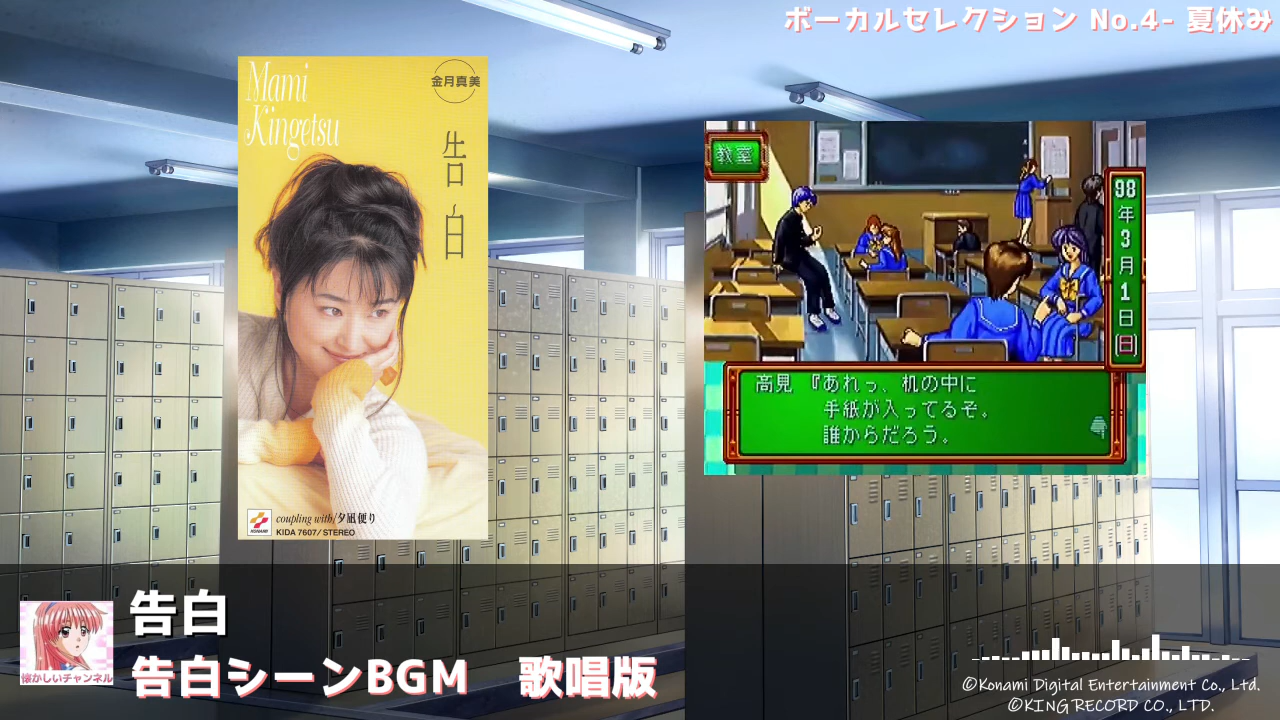 ボーカルセレクション No.4- 夏休み
Mami
Kingetsu
金月真美
告白
coupling with/夕凪便り
KONAMI
KIDA 7607/STEREO
教室
98
年
3
月
1
日
(日)
高見 『あれっ、机の中に
手紙が入ってるぞ。
誰からだろう。
懐かしいチャンネル
告白
告白シーンBGM 歌唱版
©Konami Digital Entertainment Co., Ltd.
©KING RECORD CO., LTD.